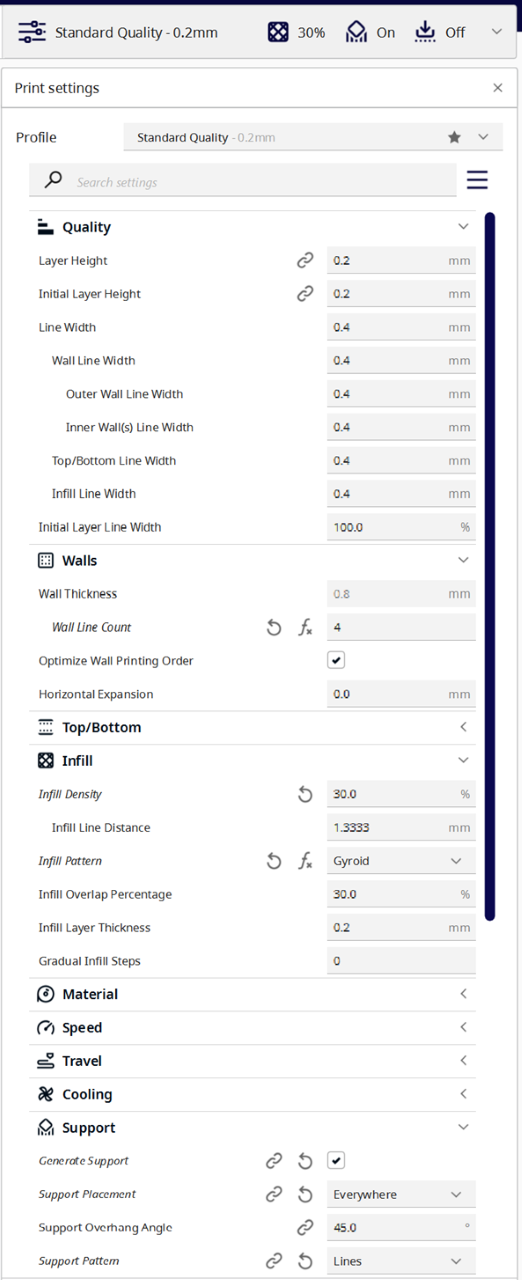 Standard Quality - 0.2mm 30% On Off
Print settings
Profile Standard Quality - 0.2mm
Search settings
Quality
Layer Height 0.2 mm
Initial Layer Height 0.2 mm
Line Width 0.4 mm
Wall Line Width 0.4 mm
Outer Wall Line Width 0.4 mm
Inner Wall(s) Line Width 0.4 mm
Top/Bottom Line Width 0.4 mm
Infill Line Width 0.4 mm
Initial Layer Line Width 100.0 %
Walls
Wall Thickness 0.8 mm
Wall Line Count fx 4
Optimize Wall Printing Order
Horizontal Expansion 0.0 mm
Top/Bottom
Infill
Infill Density 30.0 %
Infill Line Distance 1.3333 mm
Infill Pattern fx Gyroid
Infill Overlap Percentage 30.0 %
Infill Layer Thickness 0.2 mm
Gradual Infill Steps 0
Material
Speed
Travel
Cooling
Support
Generate Support
Support Placement Everywhere
Support Overhang Angle 45.0 °
Support Pattern Lines